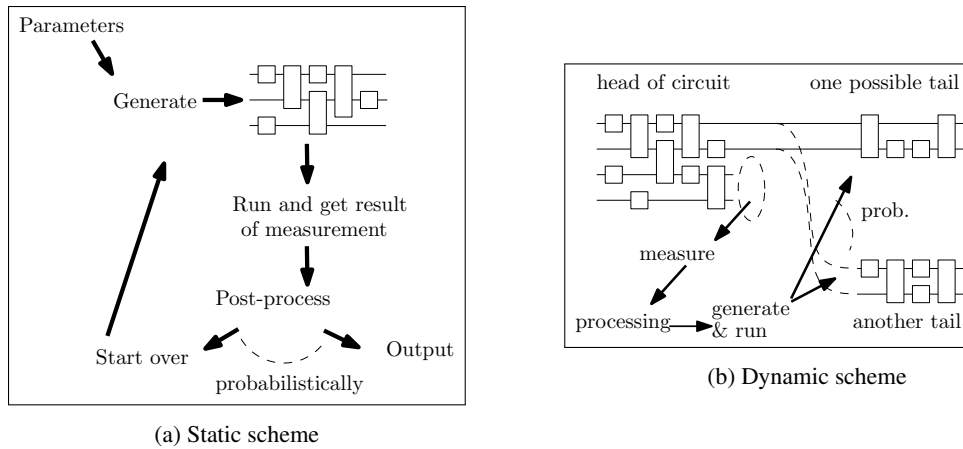 Parameters
Generate
Run and get result
of measurement
Post-process
Start over
Output
probabilistically
(a) Static scheme
head of circuit
one possible tail
prob.
measure
processing
generate
& run
another tail
(b) Dynamic scheme